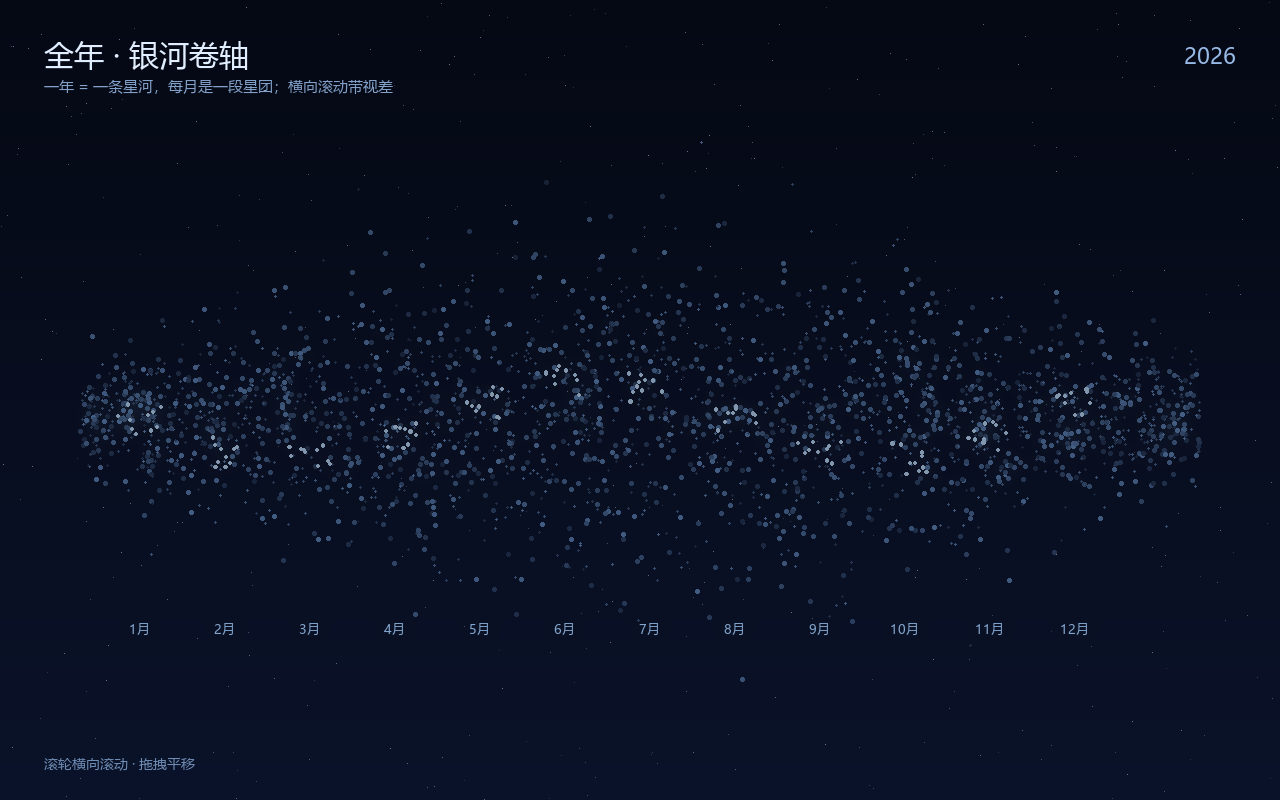 全年 · 银河卷轴
2026
一年 = 一条星河，每月是一段星团；横向滚动带视差
1月 2月 3月 4月 5月 6月 7月 8月 9月 10月 11月 12月
滚轮横向滚动 · 拖拽平移